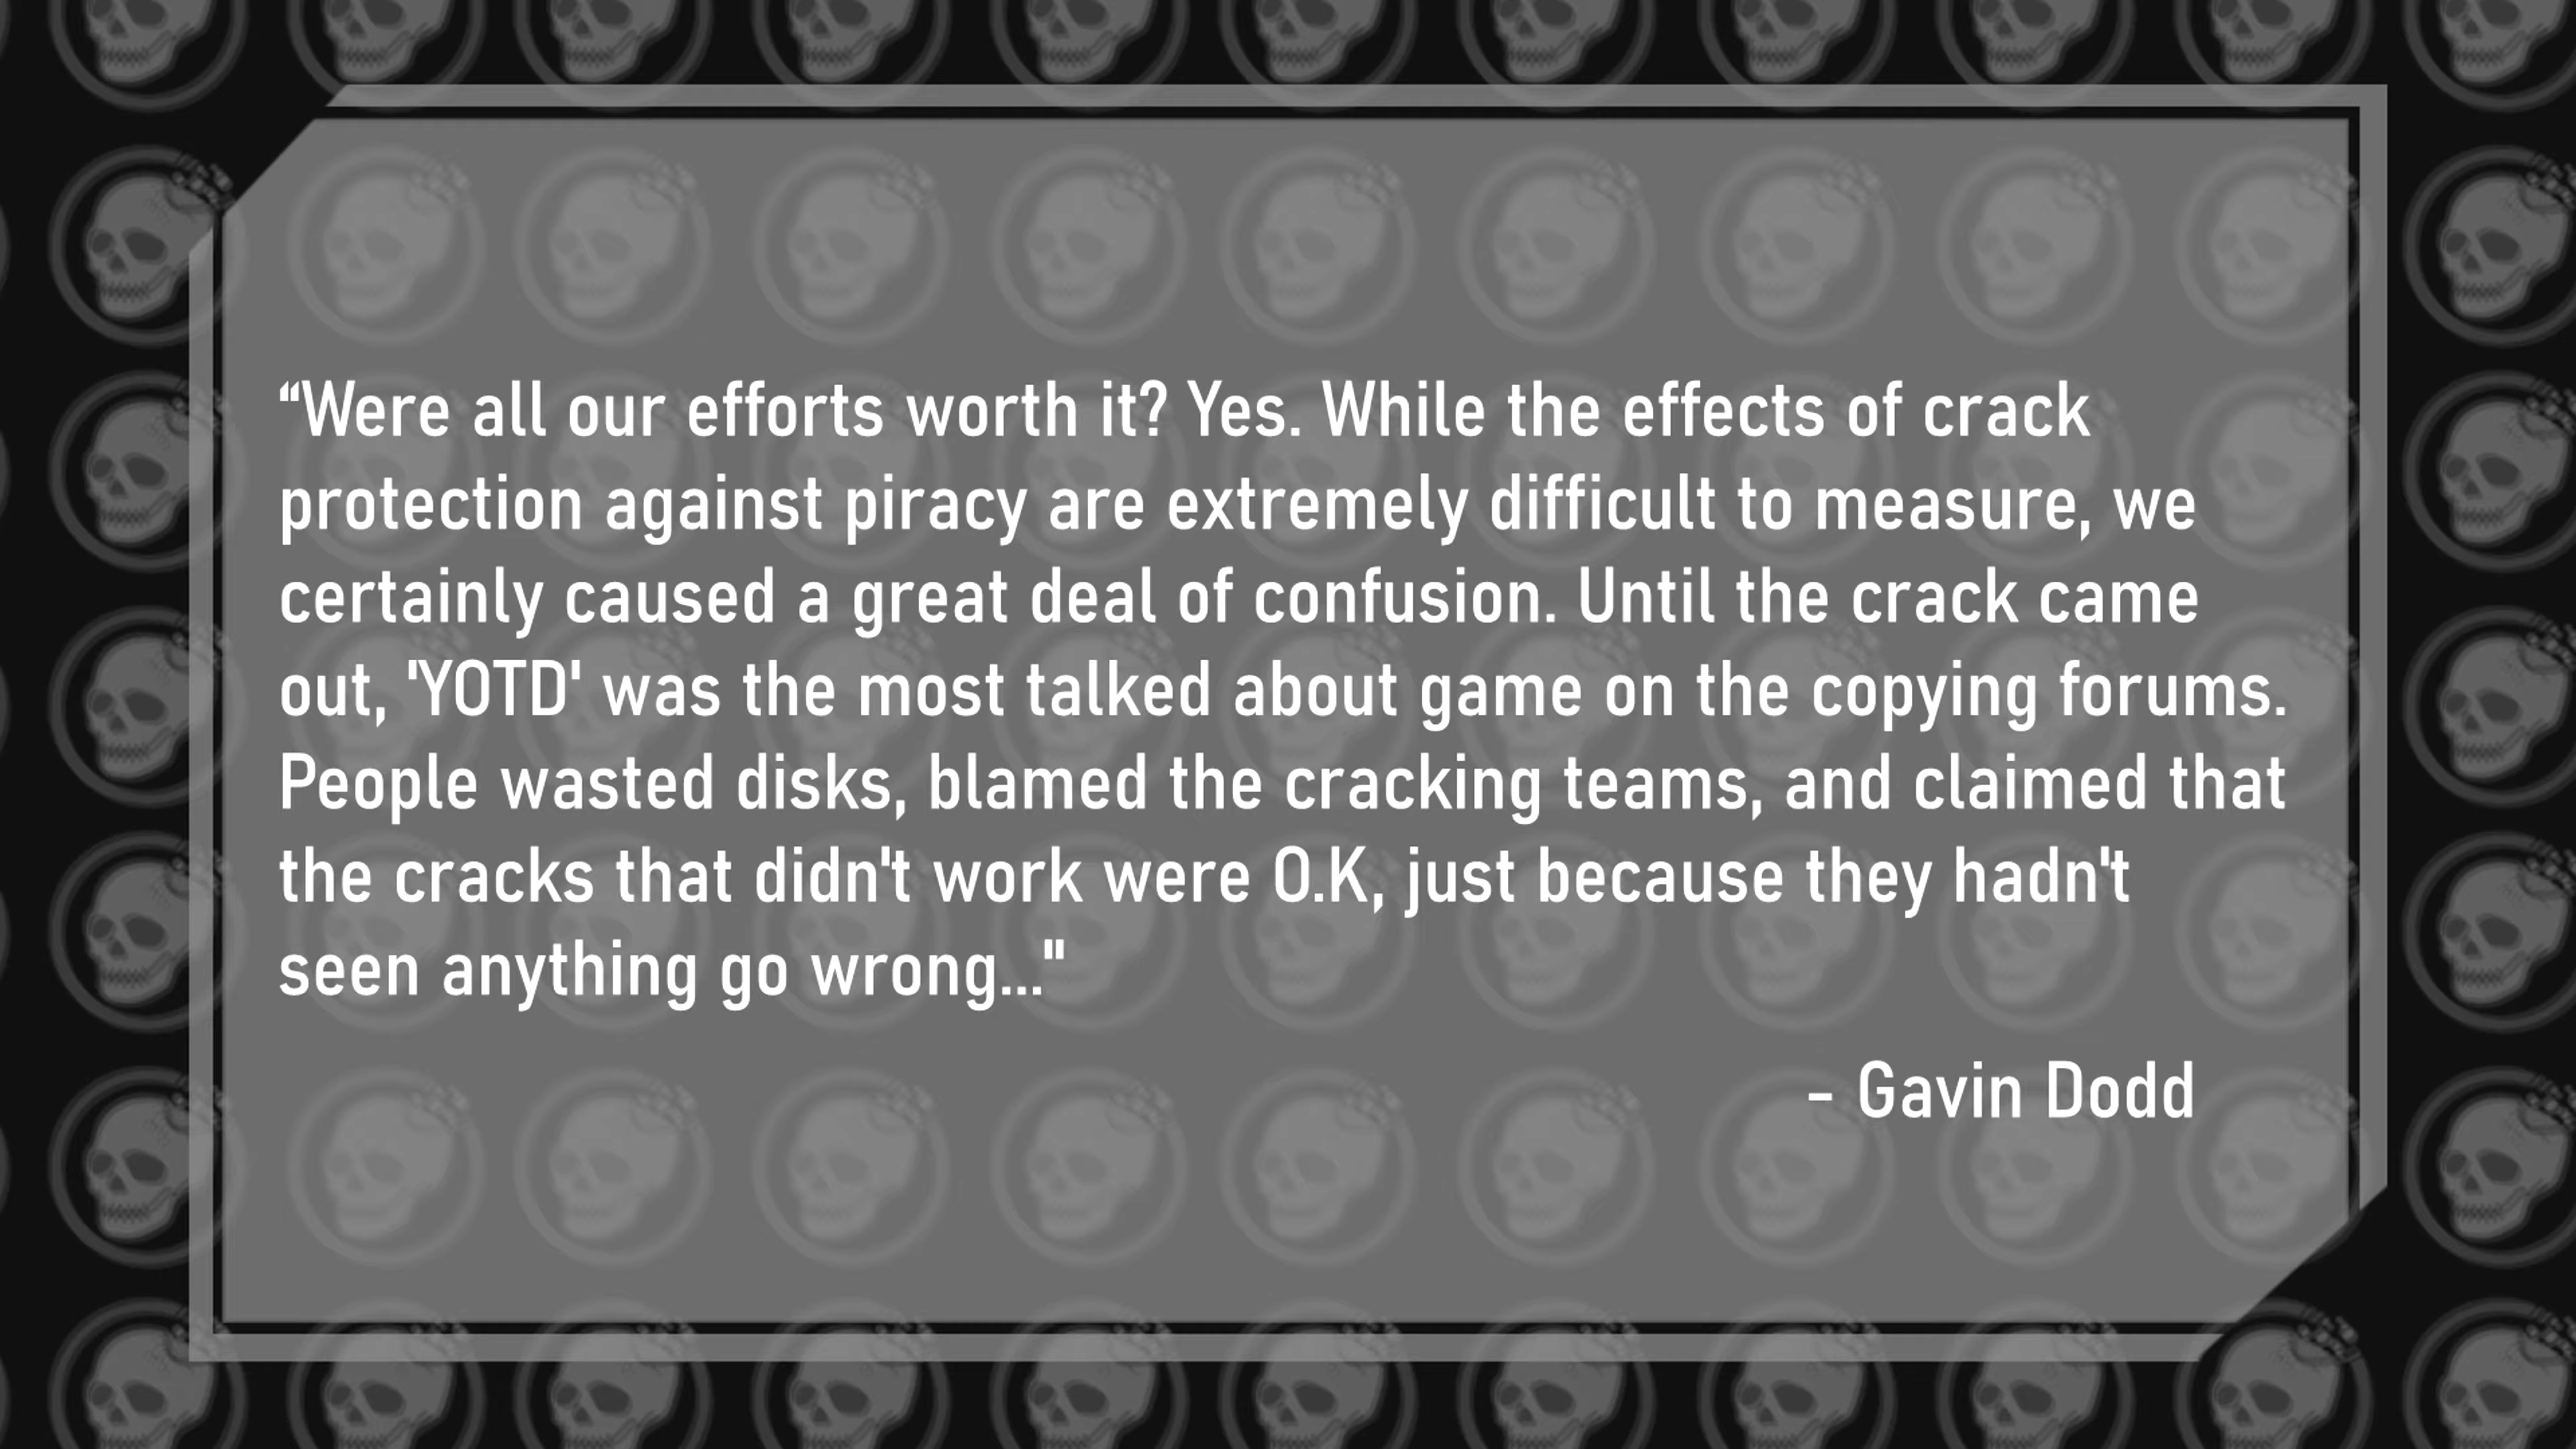 “Were all our efforts worth it? Yes. While the effects of crack
protection against piracy are extremely difficult to measure, we
certainly caused a great deal of confusion. Until the crack came
out, 'YOTD' was the most talked about game on the copying forums.
People wasted disks, blamed the cracking teams, and claimed that
the cracks that didn't work were O.K, just because they hadn't
seen anything go wrong..."
- Gavin Dodd